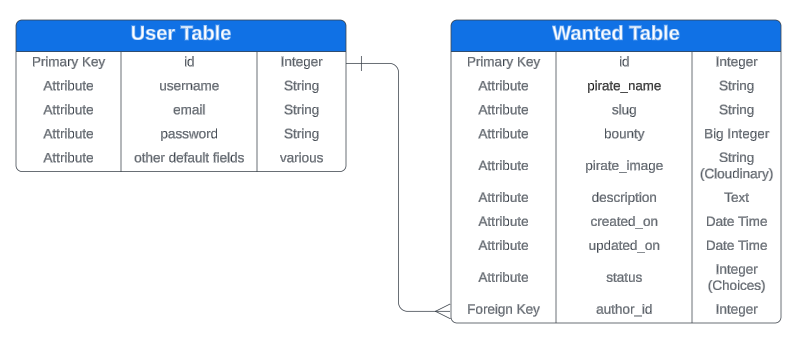 User Table
Primary Key id Integer
Attribute username String
Attribute email String
Attribute password String
Attribute other default fields various
Wanted Table
Primary Key id Integer
Attribute pirate_name String
Attribute slug String
Attribute bounty Big Integer
Attribute pirate_image String
(Cloudinary)
Attribute description Text
Attribute created_on Date Time
Attribute updated_on Date Time
Attribute status Integer
(Choices)
Foreign Key author_id Integer